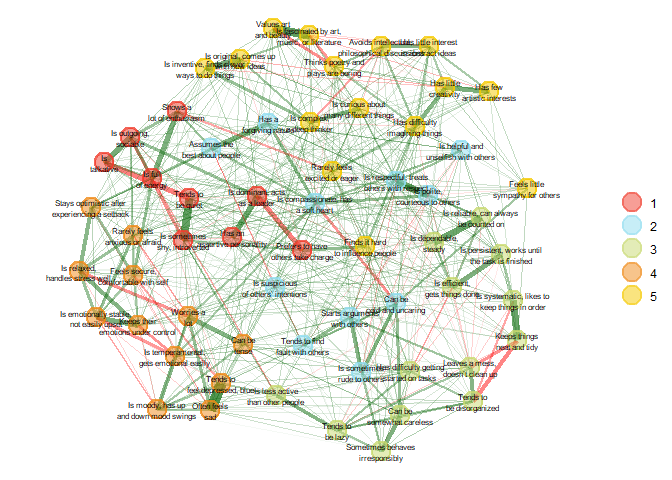 Values art
and beauty
Is fascinated by art,
music, or literature
Avoids intellectual,
philosophical discussions
Has little interest
in abstract ideas
Is original, comes up
with new ideas
Is inventive, finds clever
ways to do things
Thinks poetry and
plays are boring
Has little
creativity
Has few
artistic interests
Shows a
lot of enthusiasm
Is curious about
many different things
Is complex,
a deep thinker
Has a
forgiving nature
Has difficulty
imagining things
Is outgoing,
sociable
Assumes the
best about people
Is helpful and
unselfish with others
Is
talkative
Is full
of energy
Rarely feels
excited or eager
Is respectful, treats
others with respect
Is polite,
courteous to others
Feels little
sympathy for others
Tends to
be quiet
Is dominant, acts
as a leader
Is compassionate, has
a soft heart
Stays optimistic after
experiencing a setback
Is reliable, can always
be counted on
Rarely feels
anxious or afraid
Is sometimes
shy, introverted
Has an
assertive personality
Prefers to have
others take charge
Finds it hard
to influence people
Is dependable,
steady
Is persistent, works until
the task is finished
Is relaxed,
handles stress well
Feels secure,
comfortable with self
Is suspicious
of others' intentions
Is efficient,
gets things done
Can be
cold and uncaring
Is systematic, likes to
keep things in order
Is emotionally stable,
not easily upset
Keeps their
emotions under control
Worries a
lot
Starts arguments
with others
Can be
tense
Tends to find
fault with others
Keeps things
neat and tidy
Is temperamental,
gets emotional easily
Is sometimes
rude to others
Has difficulty getting
started on tasks
Leaves a mess,
doesn't clean up
Tends to
feel depressed, blue
Is less active
than other people
Is moody, has up
and down mood swings
Often feels
sad
Tends to
be disorganized
Can be
somewhat careless
Tends to
be lazy
Sometimes behaves
irresponsibly
1
2
3
4
5